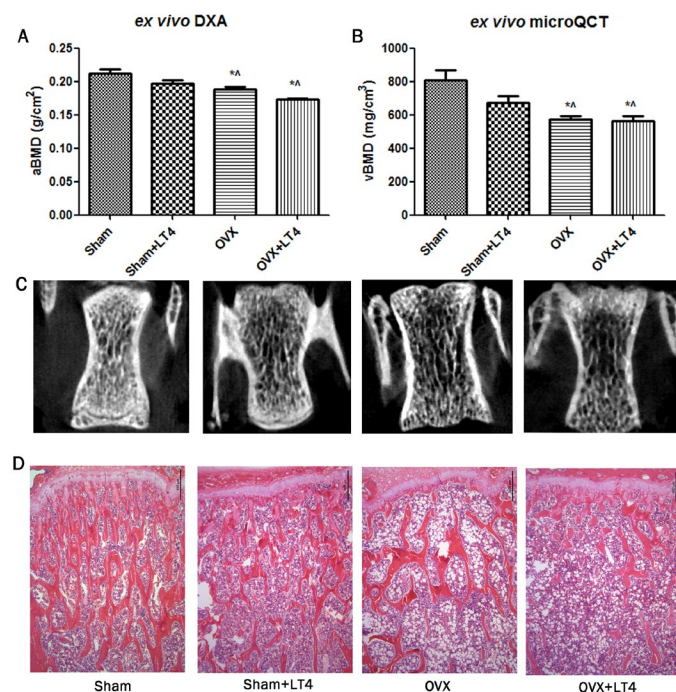 ex vivo DXA
A
0.25
0.20
0.15
0.10
0.05
0.00
aBMD (g/cm²)
*^
*^
Sham
Sham+LT4
OVX
OVX+LT4
ex vivo microQCT
B
1000
800
600
400
200
0
vBMD (mg/cm³)
*^
*^
Sham
Sham+LT4
OVX
OVX+LT4
C
D
Sham
Sham+LT4
OVX
OVX+LT4